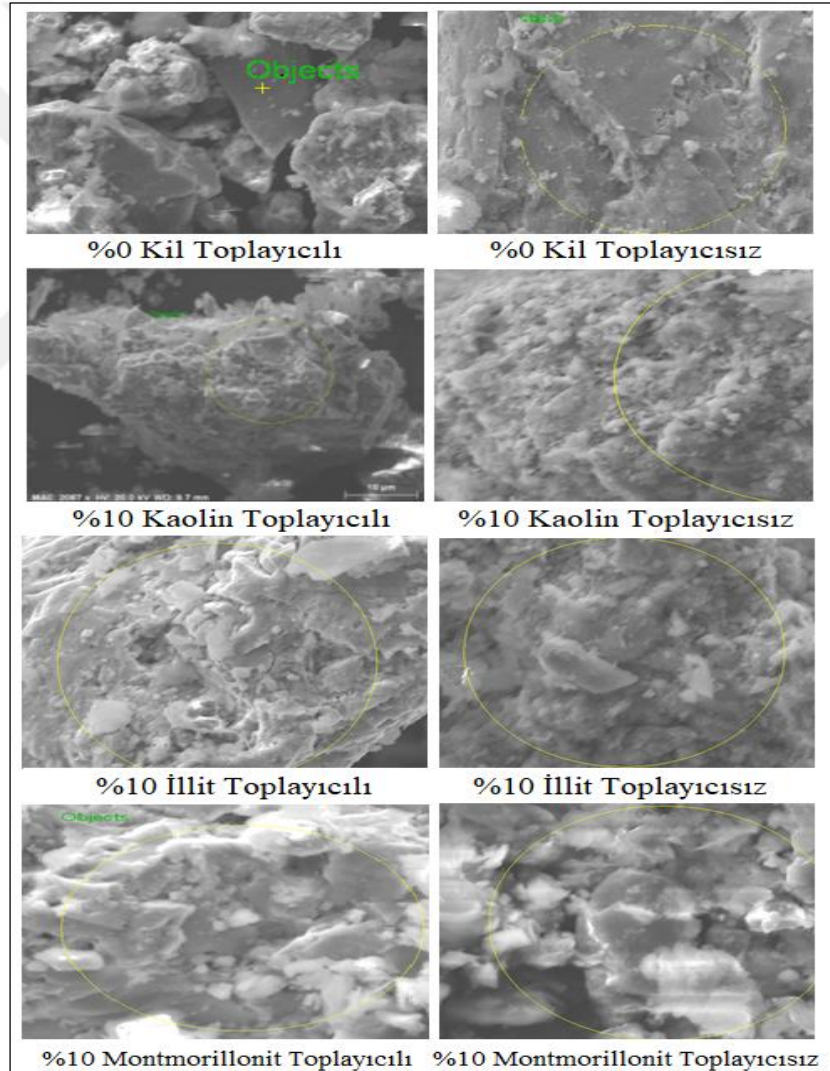 Objects
%0 Kil Toplayıcılı
%0 Kil Toplayıcısız
%10 Kaolin Toplayıcılı
%10 Kaolin Toplayıcısız
%10 İllit Toplayıcılı
%10 İllit Toplayıcısız
Objects
%10 Montmorillonit Toplayıcılı
%10 Montmorillonit Toplayıcısız